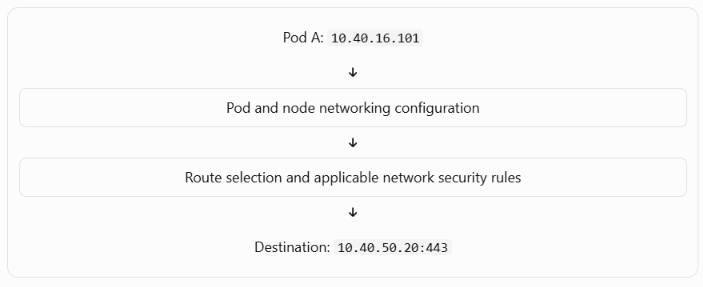 Pod A: 10.40.16.101
↓
Pod and node networking configuration
↓
Route selection and applicable network security rules
↓
Destination: 10.40.50.20:443